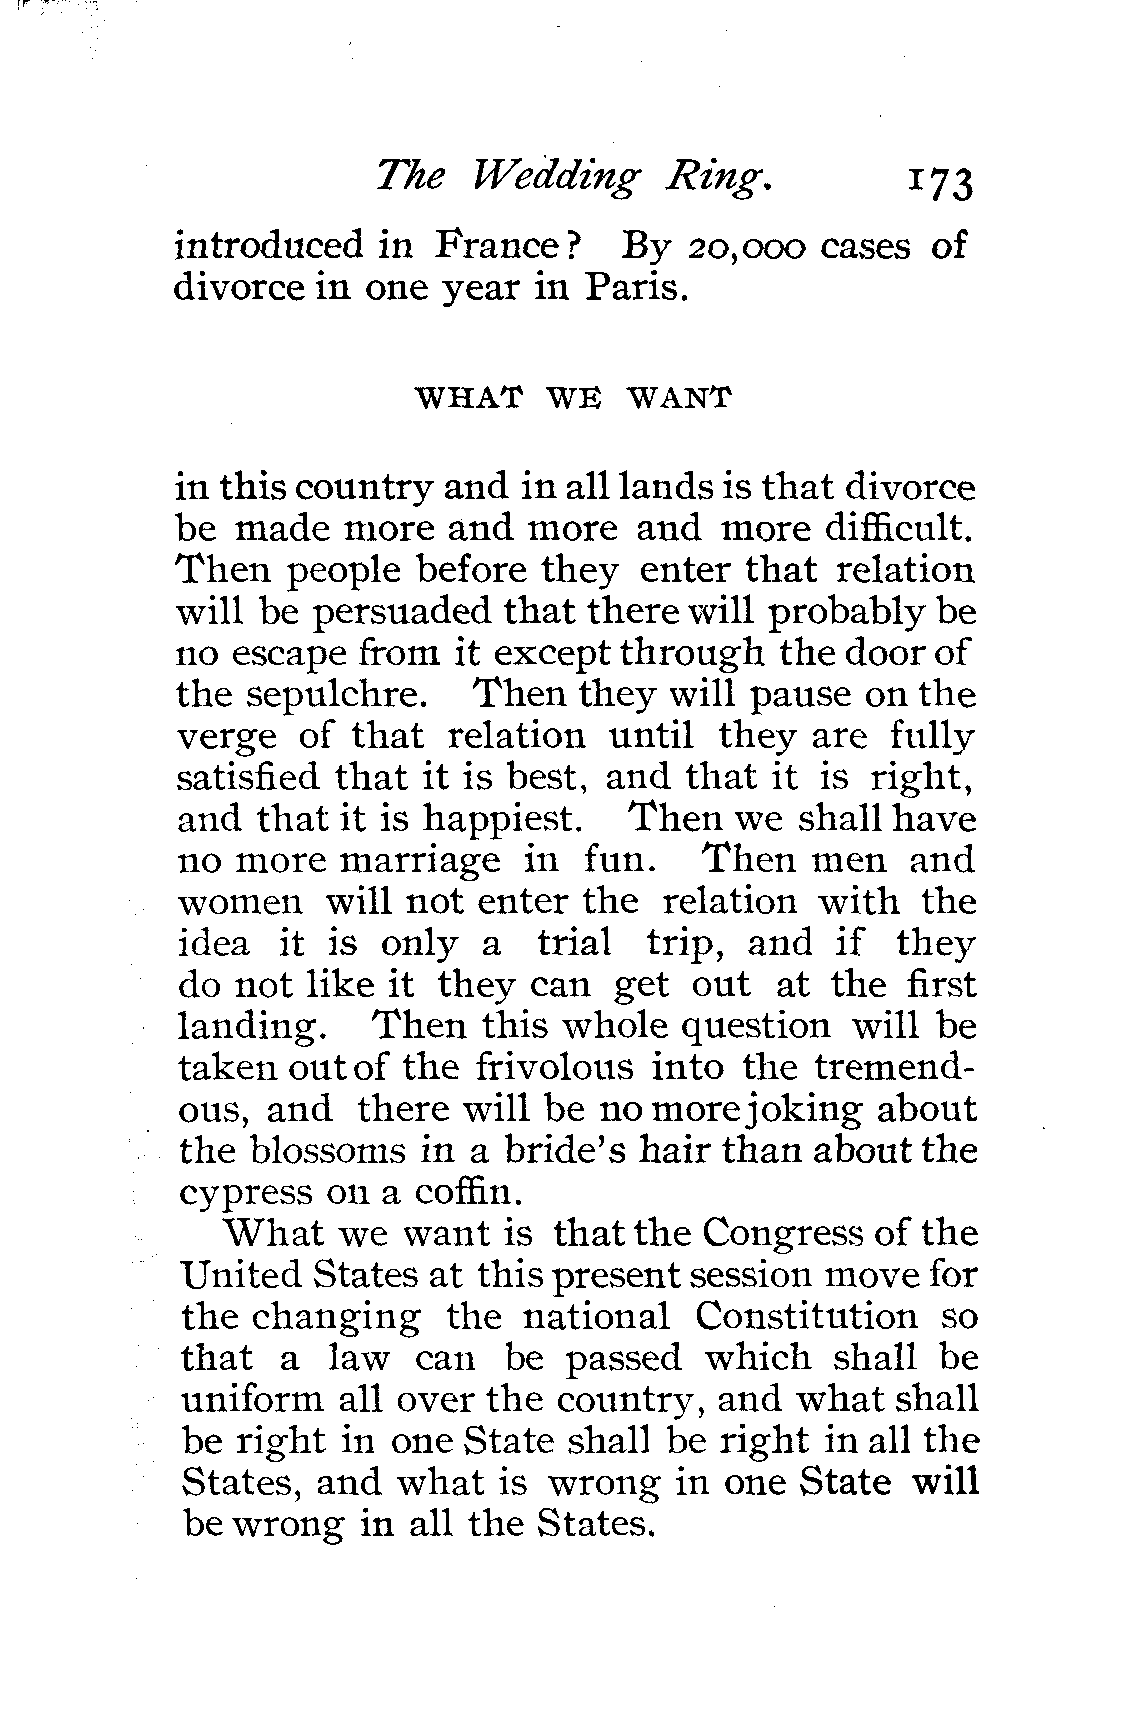 The Wedding Ring. 173
introduced in France? By 20,000 cases of
divorce in one year in Paris.
WHAT WE WANT
in this country and in all lands is that divorce
be made more and more and more difficult.
Then people before they enter that relation
will be persuaded that there will probably be
no escape from it except through the door of
the sepulchre. Then they will pause on the
verge of that relation until they are fully
satisfied that it is best, and that it is right,
and that it is happiest. Then we shall have
no more marriage in fun. Then men and
women will not enter the relation with the
idea it is only a trial trip, and if they
do not like it they can get out at the first
landing. Then this whole question will be
taken out of the frivolous into the tremend-
ous, and there will be no more joking about
the blossoms in a bride's hair than about the
cypress on a coffin.
What we want is that the Congress of the
United States at this present session move for
the changing the national Constitution so
that a law can be passed which shall be
uniform all over the country, and what shall
be right in one State shall be right in all the
States, and what is wrong in one State will
be wrong in all the States.